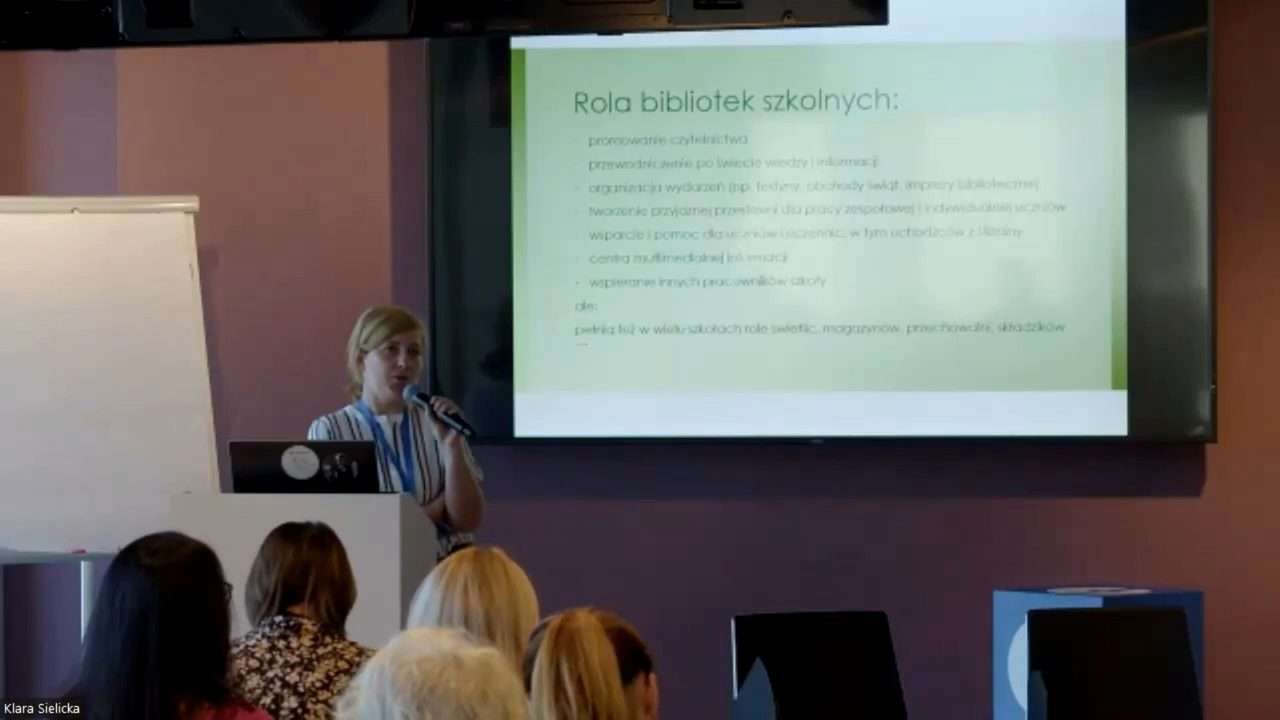 Rola bibliotek szkolnych:
- promowanie czytelnictwa
- przewodniczenie po świecie wiedzy i informacji
- organizacja wydarzeń (np. festyny, obchody świąt, imprezy biblioteczne)
- tworzenie przyjaznej przestrzeni dla pracy zespołowej i indywidualnej uczniów
- wsparcie i pomoc dla uczniów i uczennic, w tym uchodźców z Ukrainy
- centra multimedialnej informacji
- wspieranie innych pracowników szkoły
ale:
pełnią też w wielu szkołach role świetlic, magazynów, przechowalni, składzików
...
Klara Sielicka